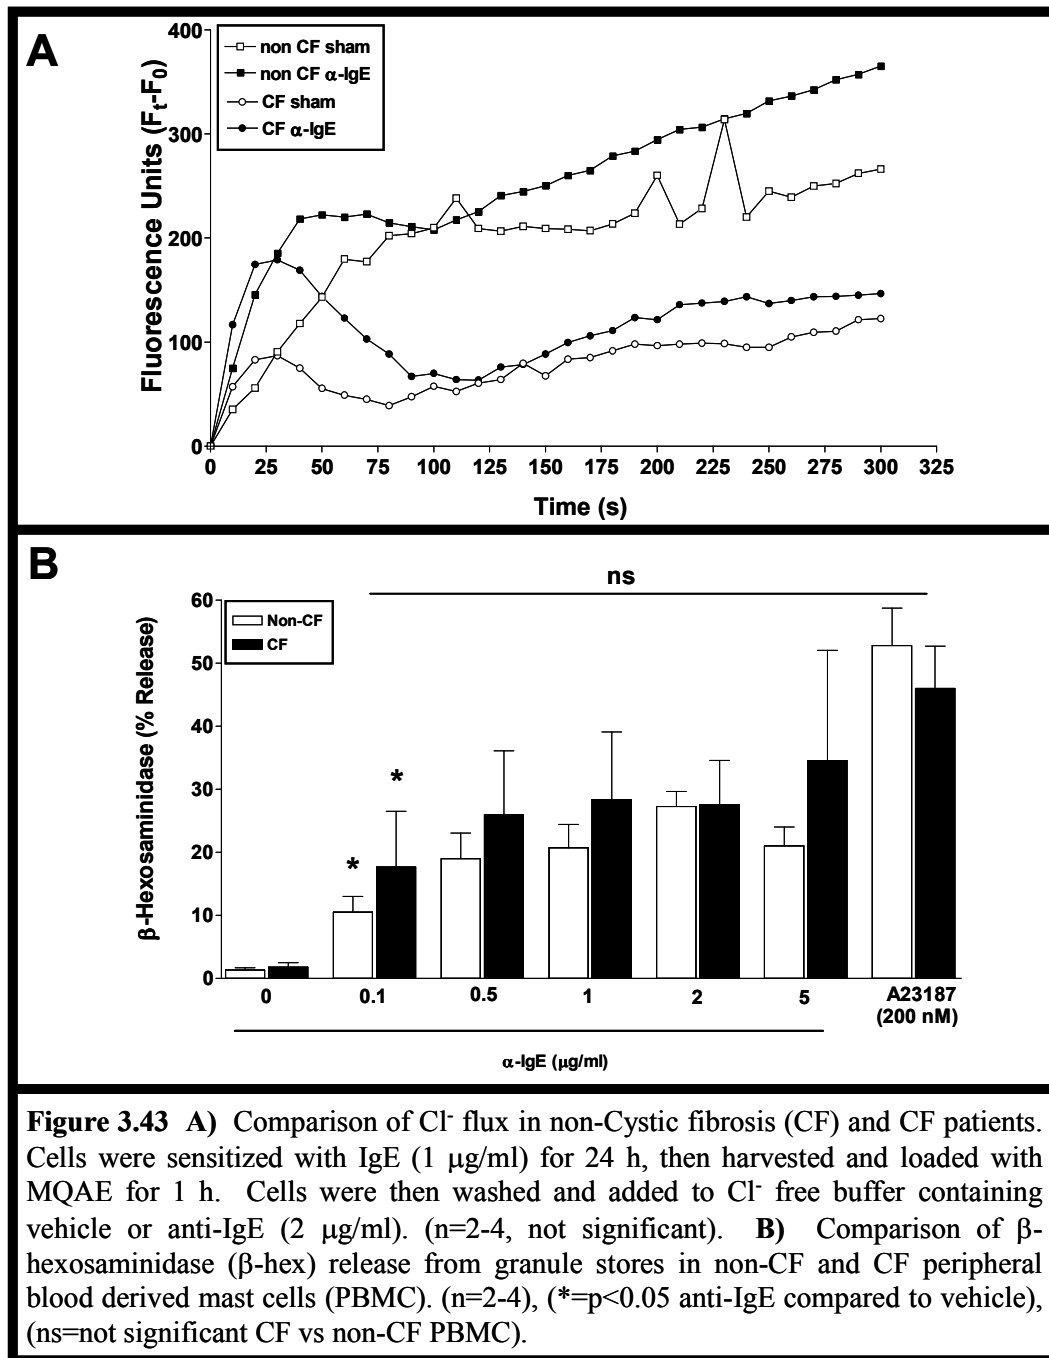 A
Fluorescence Units (Ft-F0)
400
300
200
100
0
non CF sham
non CF α-IgE
CF sham
CF α-IgE
0 25 50 75 100 125 150 175 200 225 250 275 300 325
Time (s)
B
ns
β-Hexosaminidase (% Release)
60
50
40
30
20
10
0
Non-CF
CF
*
*
0 0.1 0.5 1 2 5 A23187
(200 nM)
α-IgE (μg/ml)
Figure 3.43 A) Comparison of Cl- flux in non-Cystic fibrosis (CF) and CF patients.
Cells were sensitized with IgE (1 μg/ml) for 24 h, then harvested and loaded with
MQAE for 1 h. Cells were then washed and added to Cl- free buffer containing
vehicle or anti-IgE (2 μg/ml). (n=2-4, not significant). B) Comparison of β-
hexosaminidase (β-hex) release from granule stores in non-CF and CF peripheral
blood derived mast cells (PBMC). (n=2-4), (*=p<0.05 anti-IgE compared to vehicle),
(ns=not significant CF vs non-CF PBMC).